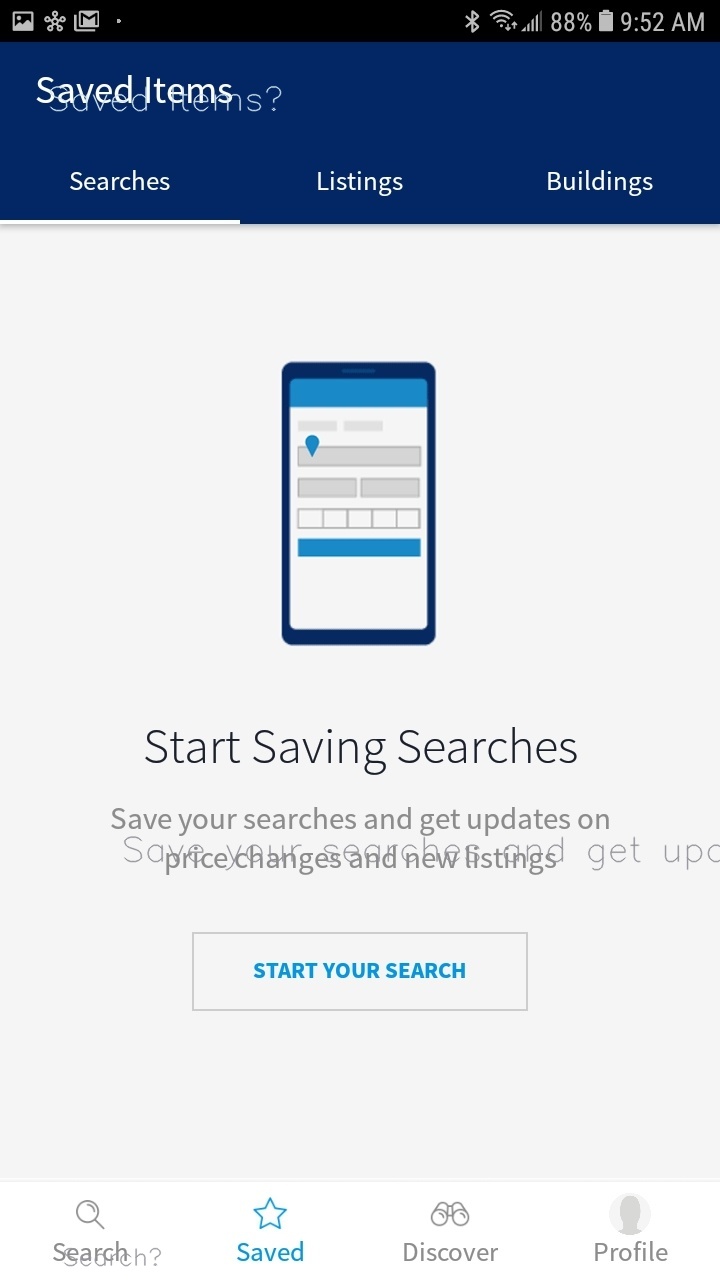 88% 9:52 AM
Saved Items
Saved Items?
Searches Listings Buildings
Start Saving Searches
Save your searches and get updates on
price changes and new listings
Save your searches and get upd
START YOUR SEARCH
Search Saved Discover Profile
Search?